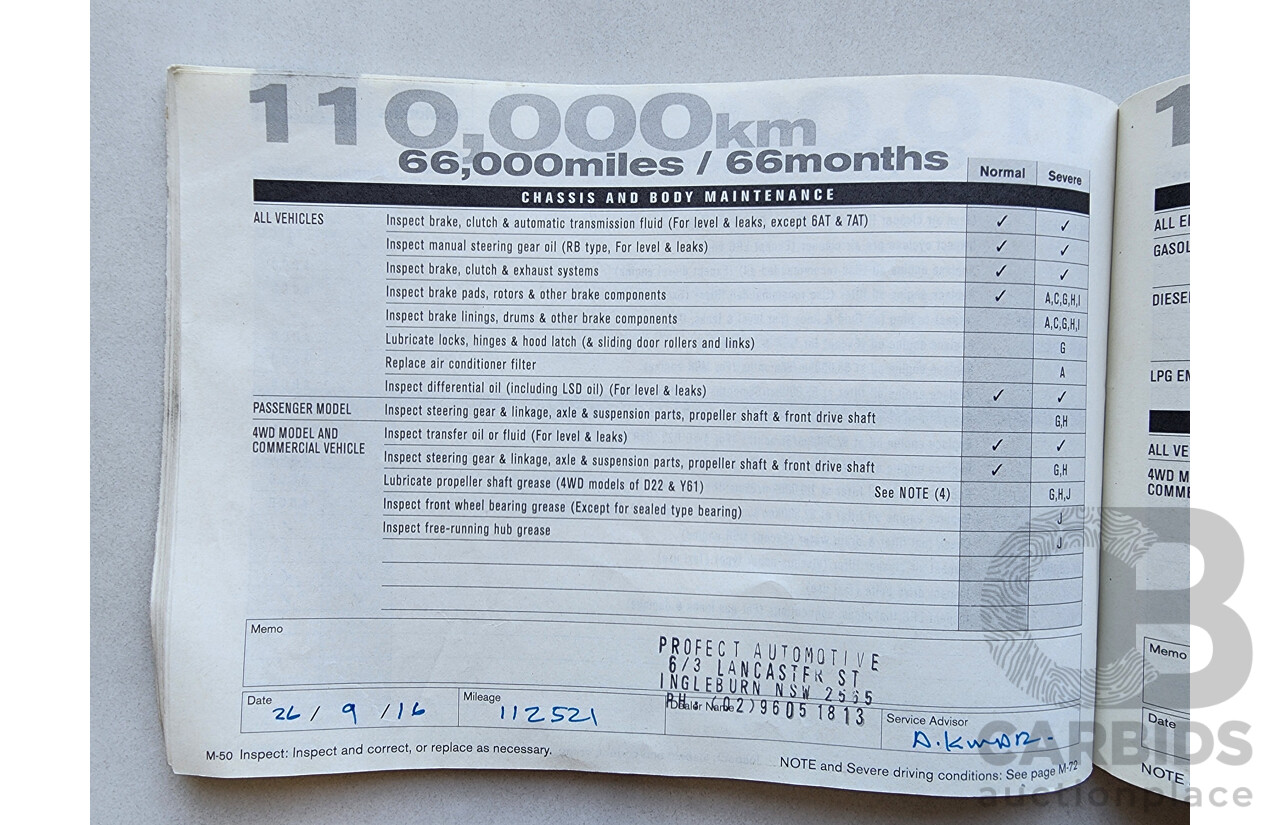 110,000km
66,000miles / 66months
Normal Severe
CHASSIS AND BODY MAINTENANCE
ALL VEHICLES Inspect brake, clutch & automatic transmission fluid (For level & leaks, except 6AT & 7AT) ✓ ✓
Inspect manual steering gear oil (RB type, For level & leaks) ✓ ✓
Inspect brake, clutch & exhaust systems ✓ ✓
Inspect brake pads, rotors & other brake components ✓ A,C,G,H,I
Inspect brake linings, drums & other brake components A,C,G,H,I
Lubricate locks, hinges & hood latch (& sliding door rollers and links) G
Replace air conditioner filter A
Inspect differential oil (including LSD oil) (For level & leaks) ✓ ✓
PASSENGER MODEL Inspect steering gear & linkage, axle & suspension parts, propeller shaft & front drive shaft G,H
4WD MODEL AND Inspect transfer oil or fluid (For level & leaks) ✓ ✓
COMMERCIAL VEHICLE Inspect steering gear & linkage, axle & suspension parts, propeller shaft & front drive shaft ✓ G,H
Lubricate propeller shaft grease (4WD models of D22 & Y61) See NOTE (4) G,H,J
Inspect front wheel bearing grease (Except for sealed type bearing) J
Inspect free-running hub grease J
Memo
PROFECT AUTOMOTIVE
6/3 LANCASTER ST
INGLEBURN NSW 2565
PH: (02)9605 1813
Date 26 / 9 / 16 Mileage 112521 Dealer Name Service Advisor A.KUMAR.
M-50 Inspect: Inspect and correct, or replace as necessary.
NOTE and Severe driving conditions: See page M-72
1
ALL
GASOL
DIESE
LPG EN
ALL VE
4WD M
COMME
Memo
Date
NOTE
CARBIDS
auctionplace